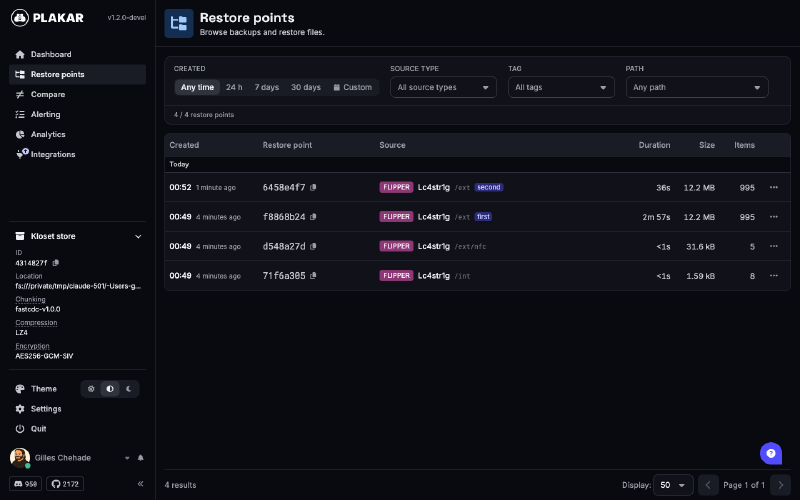 PLAKAR
v1.2.0-devel
Restore points
Browse backups and restore files.
Dashboard
Restore points
Compare
Alerting
Analytics
Integrations
CREATED
SOURCE TYPE
TAG
PATH
Any time 24 h 7 days 30 days Custom
All source types
All tags
Any path
4 / 4 restore points
Created Restore point Source Duration Size Items
Today
00:52 1 minute ago 6458e4f7 FLIPPER Lc4str1g /ext second 36s 12.2 MB 995
00:49 4 minutes ago f8868b24 FLIPPER Lc4str1g /ext first 2m 57s 12.2 MB 995
00:49 4 minutes ago d548a27d FLIPPER Lc4str1g /ext/nfc <1s 31.6 kB 5
00:49 4 minutes ago 71f6a305 FLIPPER Lc4str1g /int <1s 1.59 kB 8
Kloset store
ID
4314827f
Location
fs:///private/tmp/claude-501/-Users-g...
Chunking
fastcdc-v1.0.0
Compression
LZ4
Encryption
AES256-GCM-SIV
Theme
Settings
Quit
Gilles Chehade
950
2172
4 results
Display: 50
Page 1 of 1